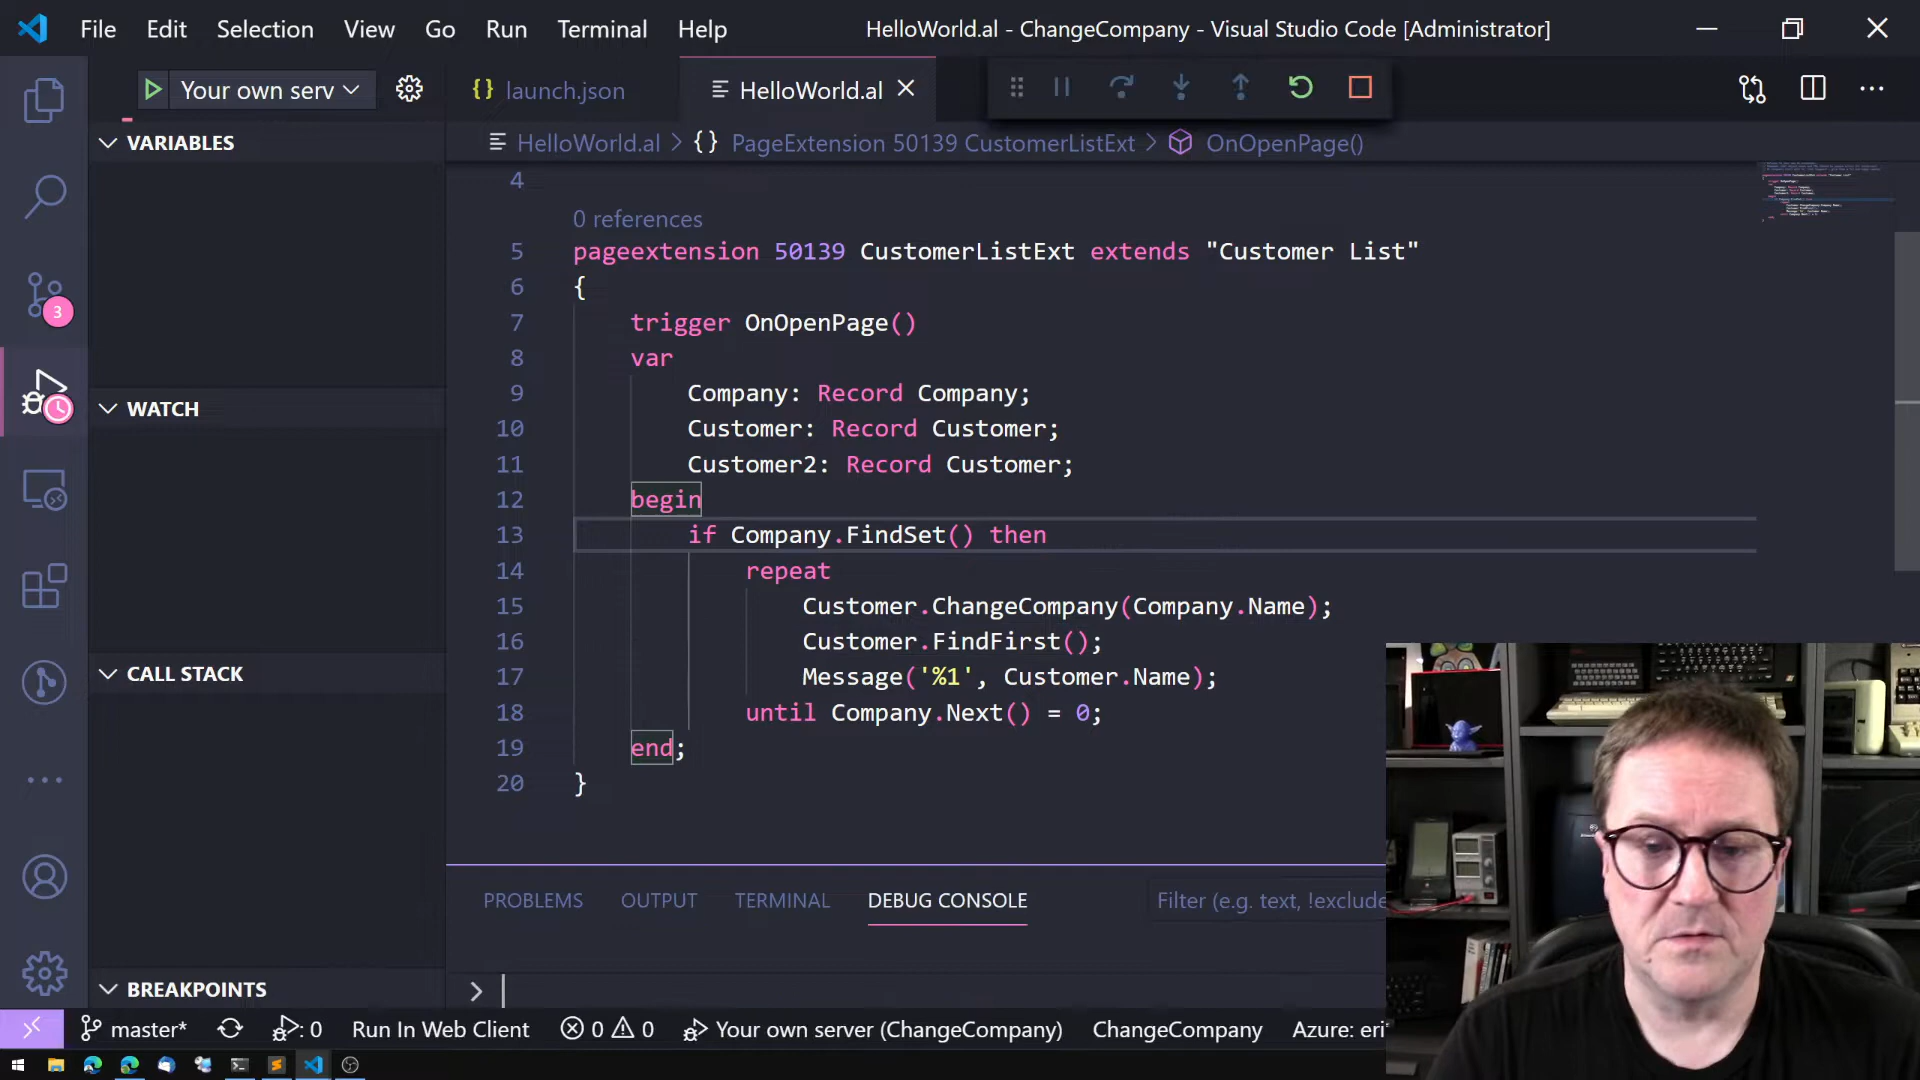 File Edit Selection View Go Run Terminal Help HelloWorld.al - ChangeCompany - Visual Studio Code [Administrator]
Your own serv launch.json HelloWorld.al
VARIABLES
HelloWorld.al > {} PageExtension 50139 CustomerListExt > OnOpenPage()
4
0 references
5 pageextension 50139 CustomerListExt extends "Customer List"
6 {
7 trigger OnOpenPage()
8 var
9 Company: Record Company;
10 Customer: Record Customer;
11 Customer2: Record Customer;
12 begin
13 if Company.FindSet() then
14 repeat
15 Customer.ChangeCompany(Company.Name);
16 Customer.FindFirst();
17 Message('%1', Customer.Name);
18 until Company.Next() = 0;
19 end;
20 }
3
WATCH
CALL STACK
BREAKPOINTS
PROBLEMS OUTPUT TERMINAL DEBUG CONSOLE Filter (e.g. text, !exclude
>
master* : 0 Run In Web Client 0 0 Your own server (ChangeCompany) ChangeCompany Azure: eri